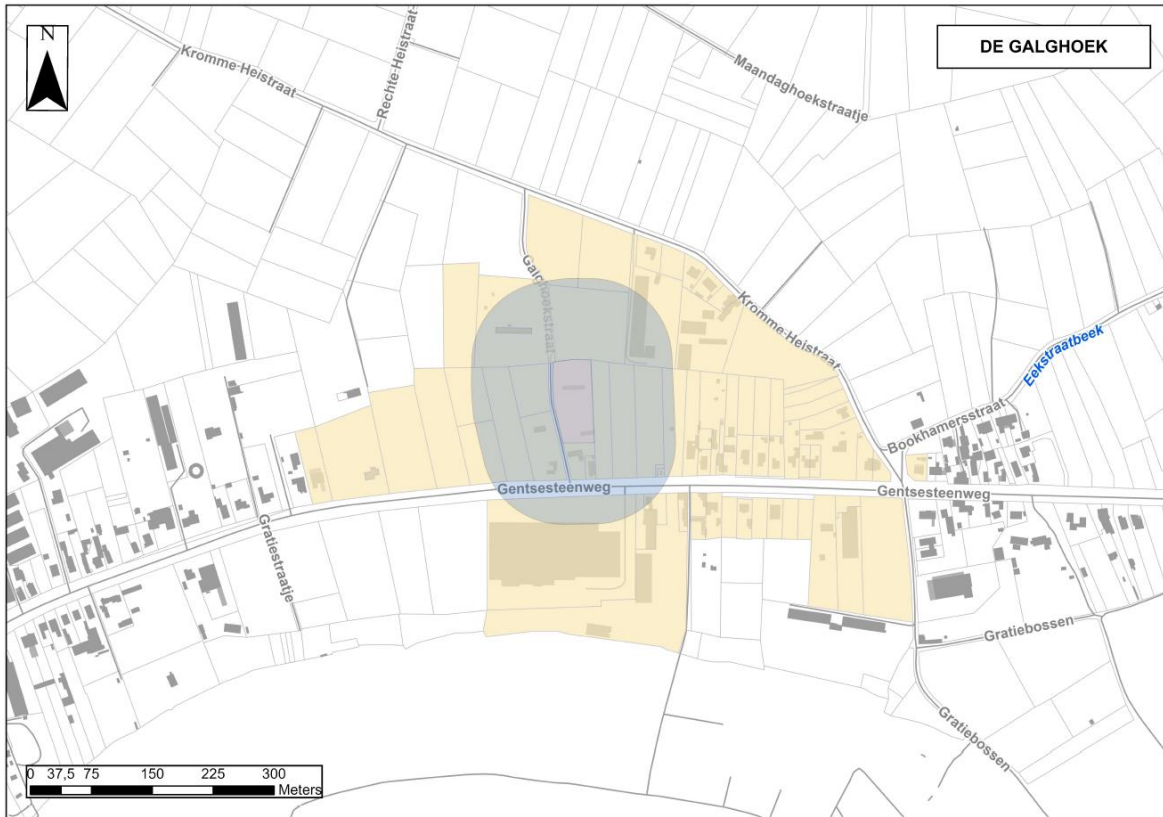 N
DE GALGHOEK
Kromme Heistraat
Rechte-Heistraat
Maandaghoekstraatje
Galghoekstraat
Kromme-Heistraat
Eekstraatbeek
Bookhamersstraat
Gentsesteenweg
Gentsesteenweg
Gratiestraatje
Gratiebossen
Gratiebossen
0 37,5 75 150 225 300
Meters